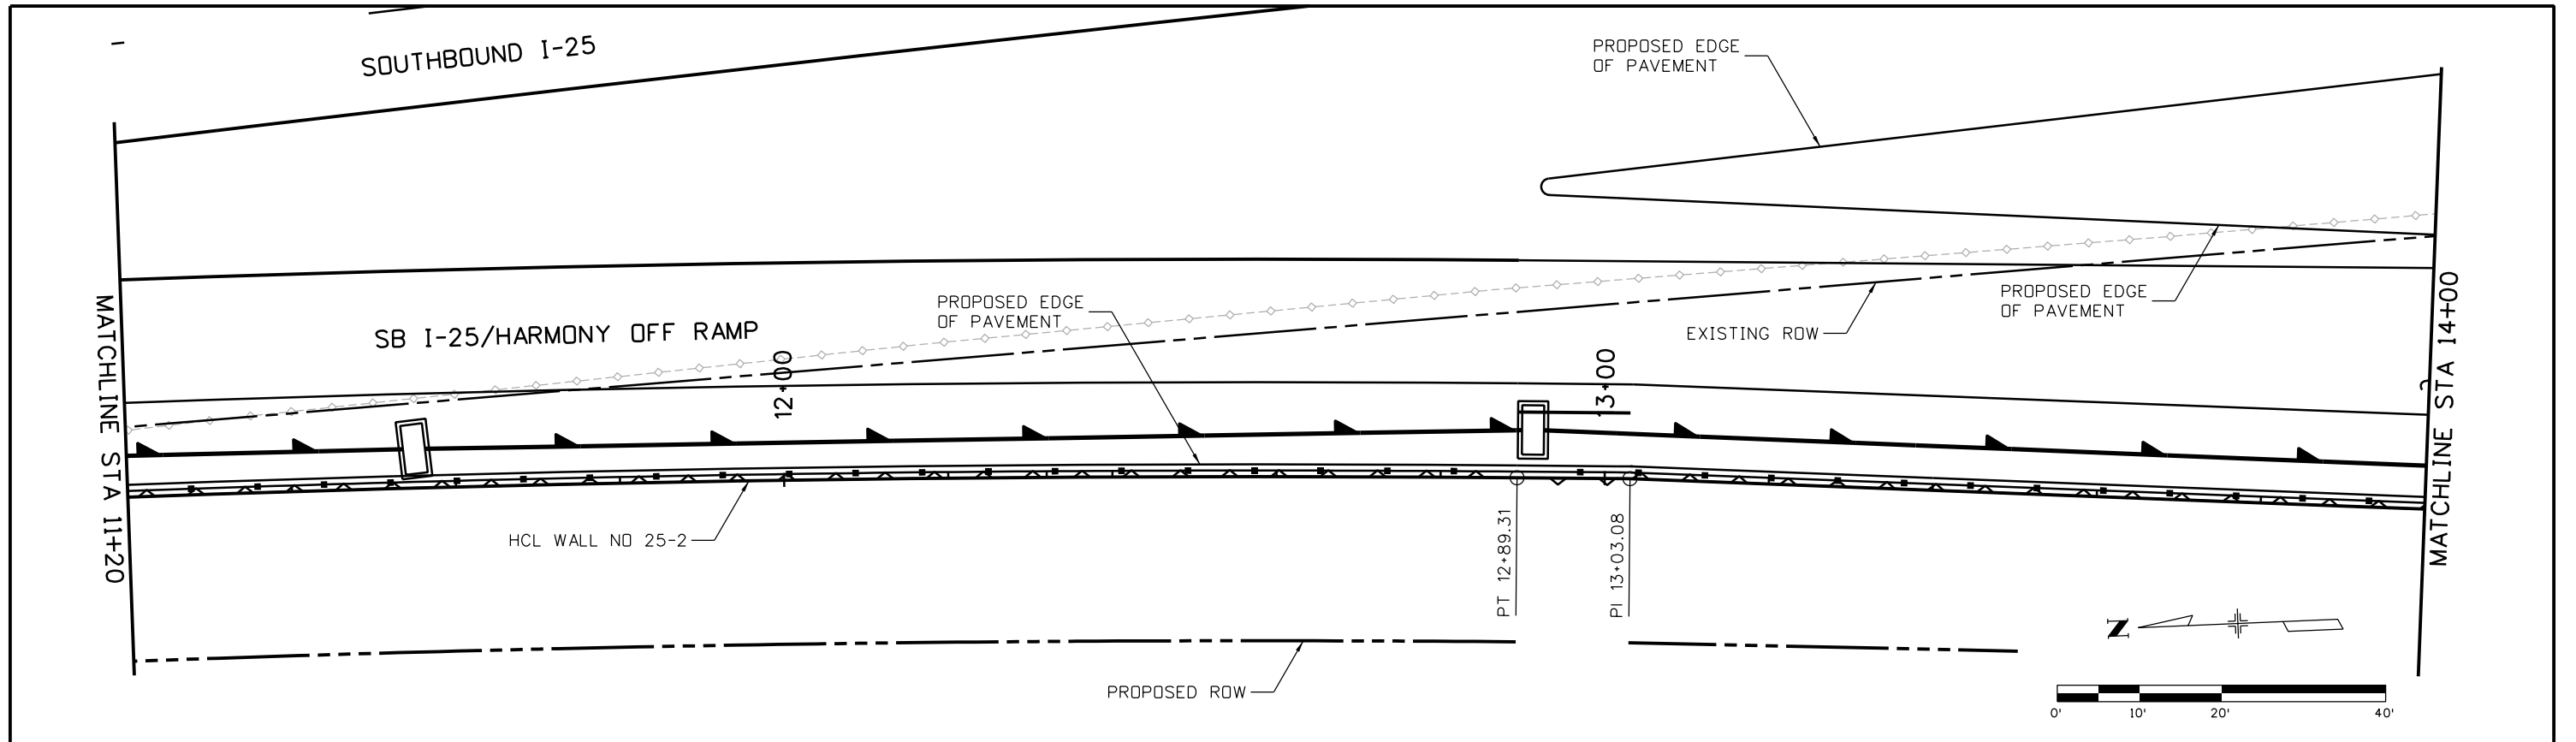 SOUTHBOUND I-25
PROPOSED EDGE
OF PAVEMENT
MATCHLINE STA 11+20
SB I-25/HARMONY OFF RAMP
PROPOSED EDGE
OF PAVEMENT
12+00
13+00
EXISTING ROW
PROPOSED EDGE
OF PAVEMENT
MATCHLINE STA 14+00
HCL WALL NO 25-2
PT 12+89.31
PI 13+03.08
PROPOSED ROW
N
0' 10' 20' 40'